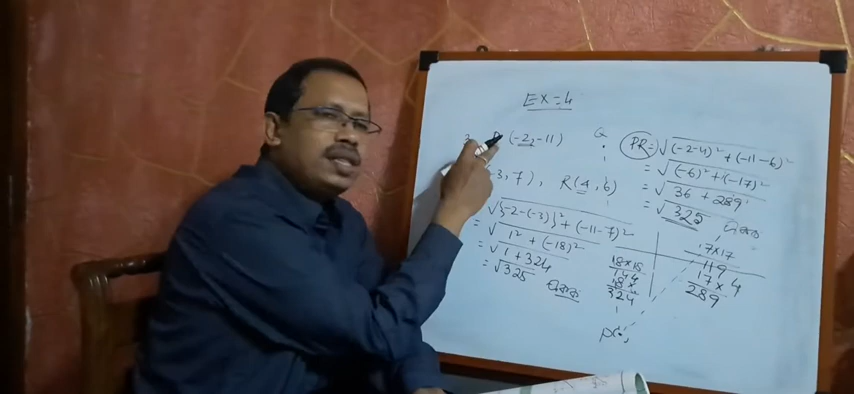 EX=4
(-2,-11)
-3, 7), R(4, 6)
√{-2-(-3)}² + (-11-7)²
= √1² + (-18)²
= √1 + 324
= √325 একক
PR = √(-2-4)² + (-11-6)²
= √(-6)² + (-17)²
= √36 + 289
= √325, একক
18×18
144
18×
324
17×17
119
17×
289
4